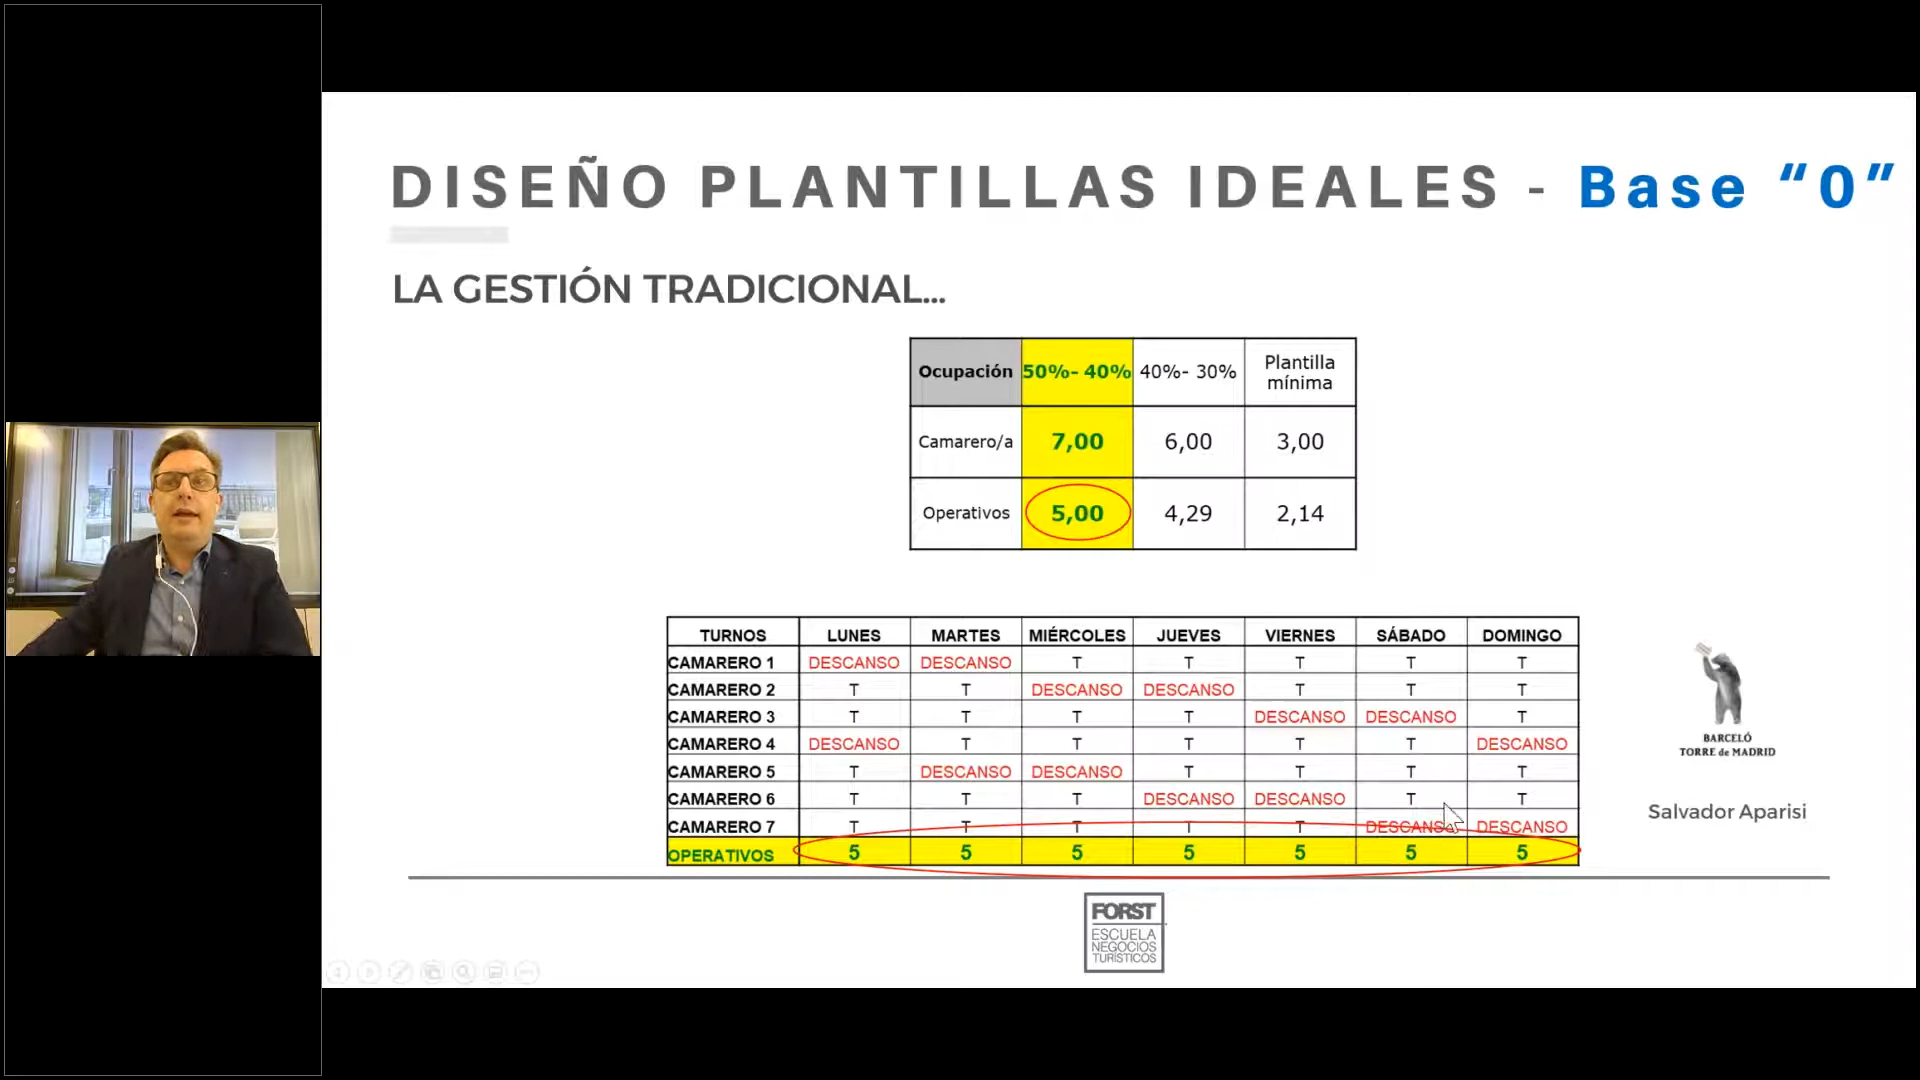 DISEÑO PLANTILLAS IDEALES - Base “0”
LA GESTIÓN TRADICIONAL...
Ocupación 50%- 40% 40%- 30% Plantilla mínima
Camarero/a 7,00 6,00 3,00
Operativos 5,00 4,29 2,14
TURNOS LUNES MARTES MIÉRCOLES JUEVES VIERNES SÁBADO DOMINGO
CAMARERO 1 DESCANSO DESCANSO T T T T T
CAMARERO 2 T T DESCANSO DESCANSO T T T
CAMARERO 3 T T T T DESCANSO DESCANSO T
CAMARERO 4 DESCANSO T T T T T DESCANSO
CAMARERO 5 T DESCANSO DESCANSO T T T T
CAMARERO 6 T T T DESCANSO DESCANSO T T
CAMARERO 7 T T T T T DESCANSO DESCANSO
OPERATIVOS 5 5 5 5 5 5 5
BARCELÓ
TORRE de MADRID
Salvador Aparisi
FORST
ESCUELA
NEGOCIOS
TURÍSTICOS